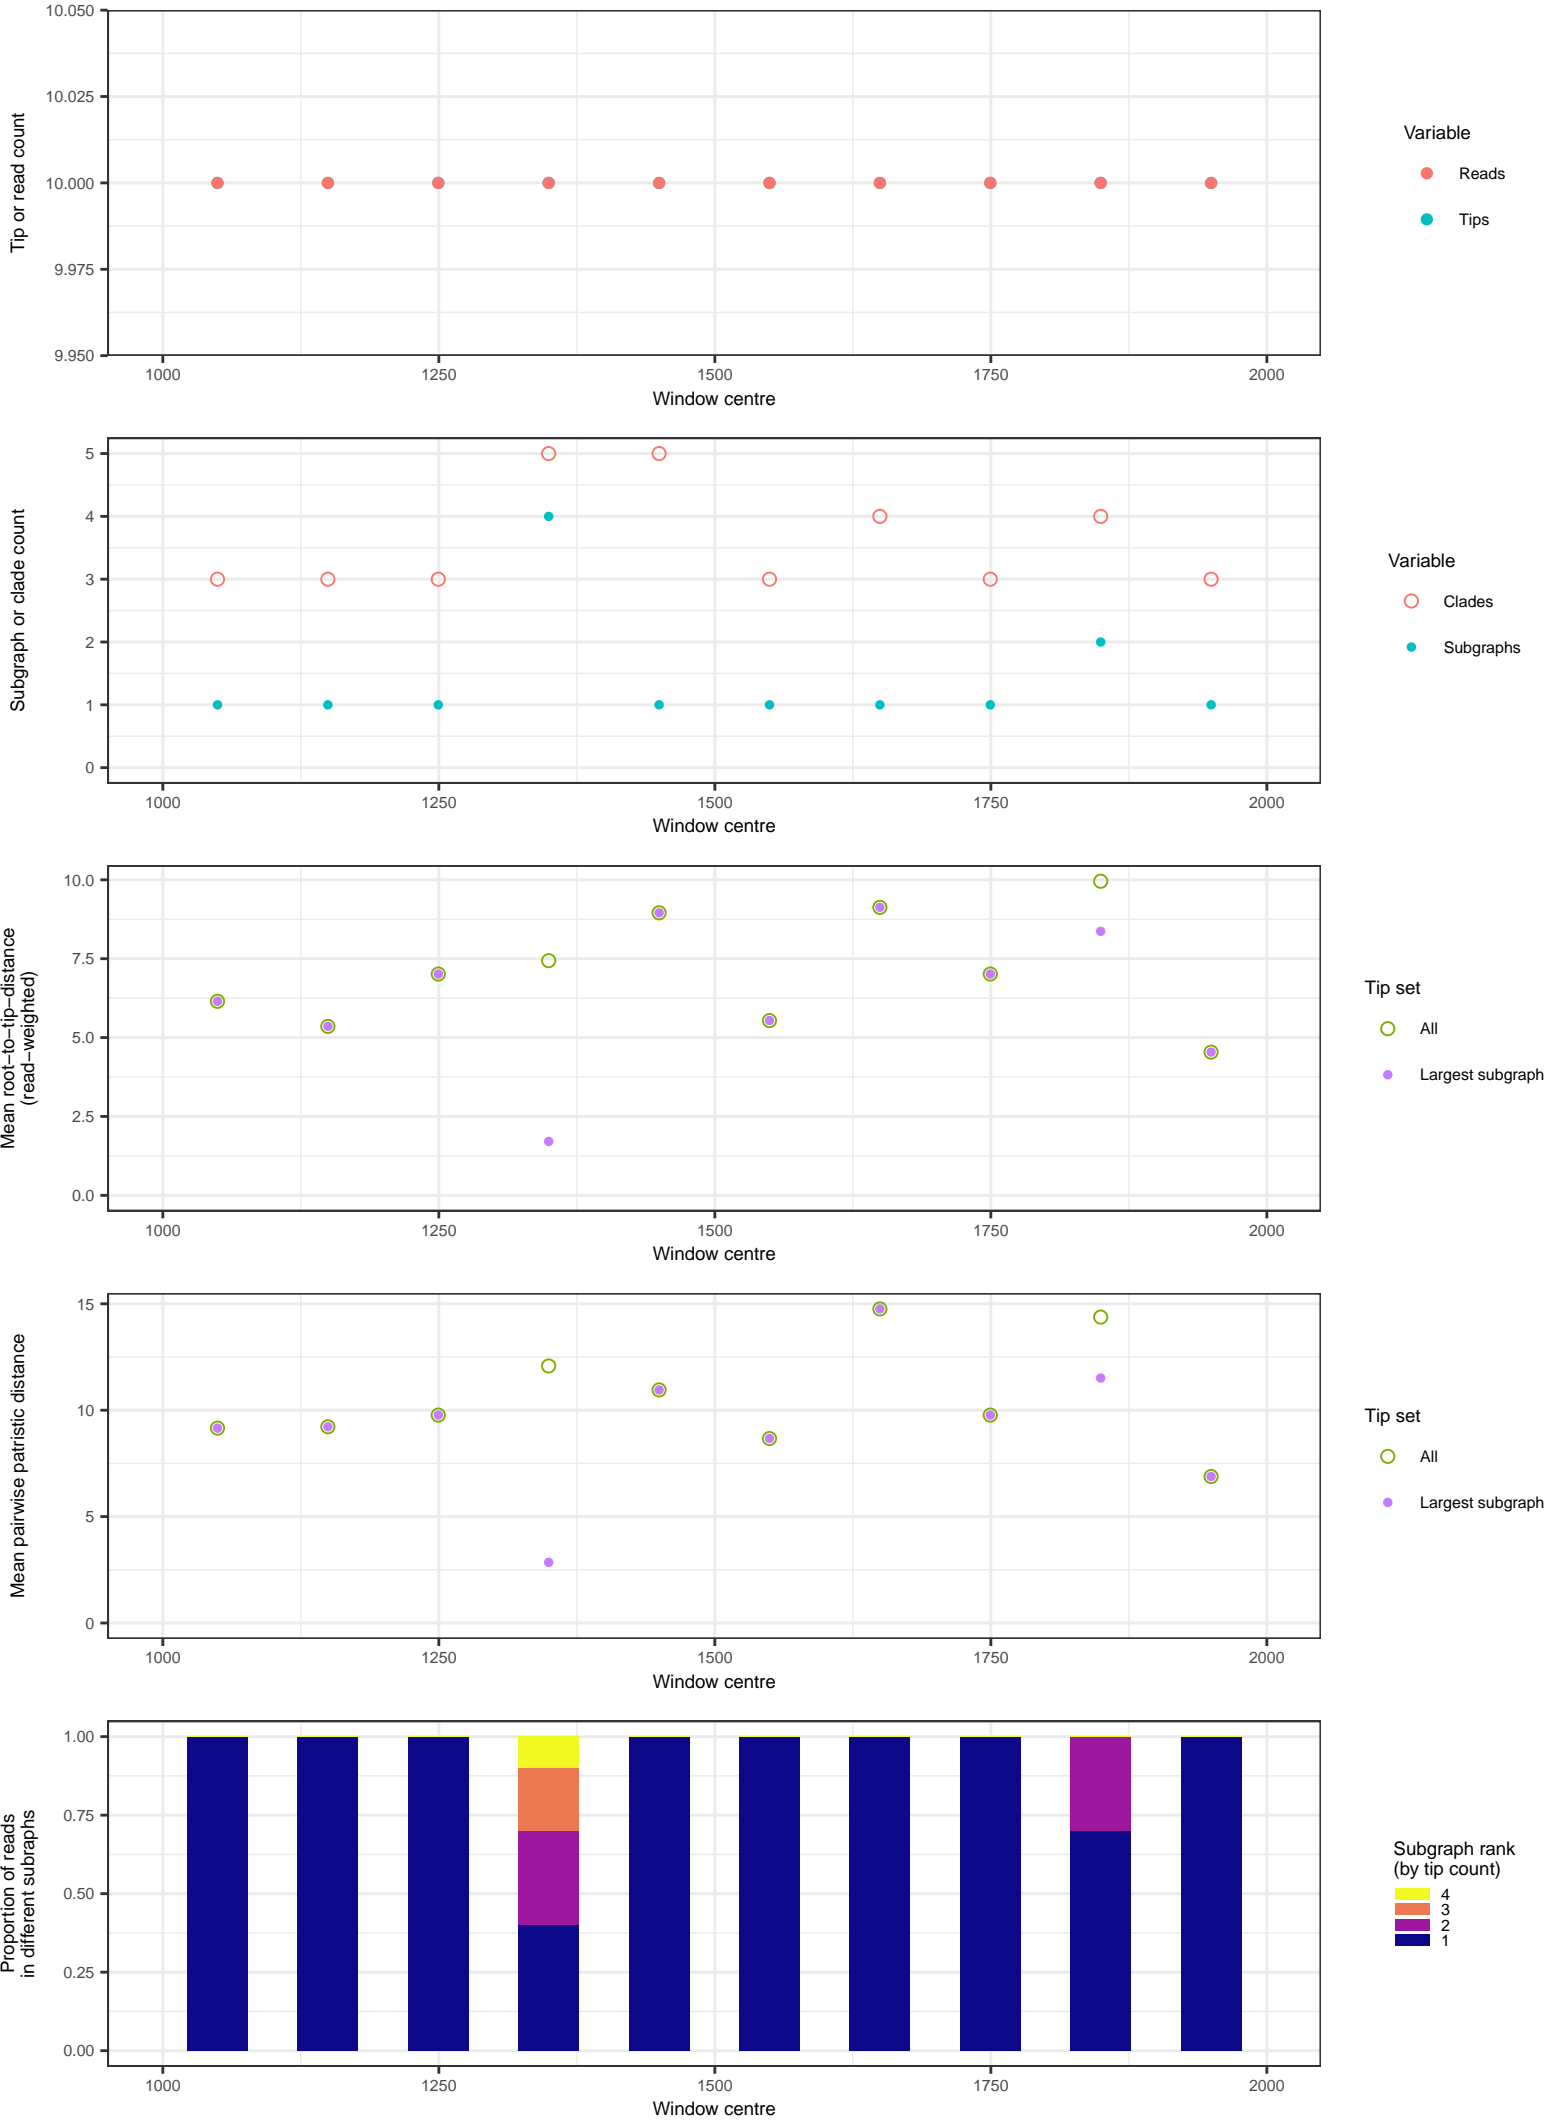 10.050
10.025
10.000
9.975
9.950
Tip or read count
1000 1250 1500 1750 2000
Window centre
Variable
Reads
Tips
5
4
3
2
1
0
Subgraph or clade count
1000 1250 1500 1750 2000
Window centre
Variable
Clades
Subgraphs
10.0
7.5
5.0
2.5
0.0
Mean root−to−tip−distance
(read−weighted)
1000 1250 1500 1750 2000
Window centre
Tip set
All
Largest subgraph
15
10
5
0
Mean pairwise patristic distance
1000 1250 1500 1750 2000
Window centre
Tip set
All
Largest subgraph
1.00
0.75
0.50
0.25
0.00
Proportion of reads
in different subraphs
1000 1250 1500 1750 2000
Window centre
Subgraph rank
(by tip count)
4
3
2
1